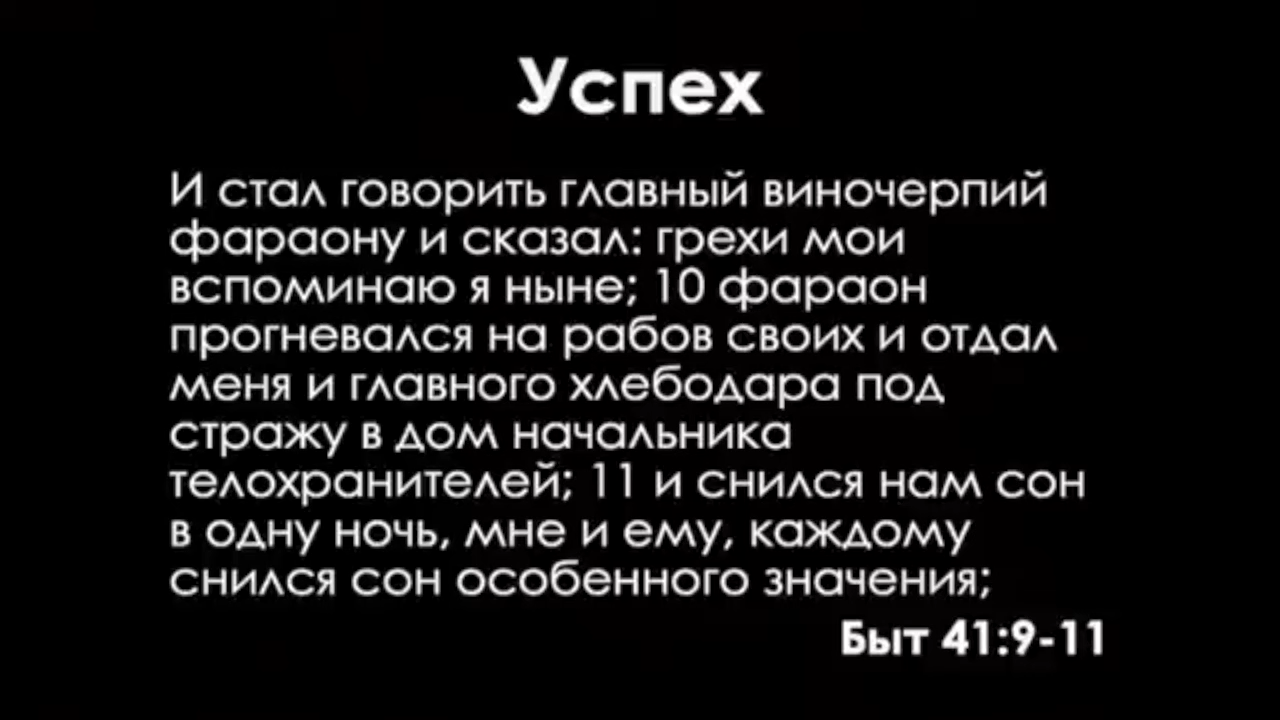 Успех
И стал говорить главный виночерпий
фараону и сказал: грехи мои
вспоминаю я ныне; 10 фараон
прогневался на рабов своих и отдал
меня и главного хлебодара под
стражу в дом начальника
телохранителей; 11 и снился нам сон
в одну ночь, мне и ему, каждому
снился сон особенного значения;
Быт 41:9-11